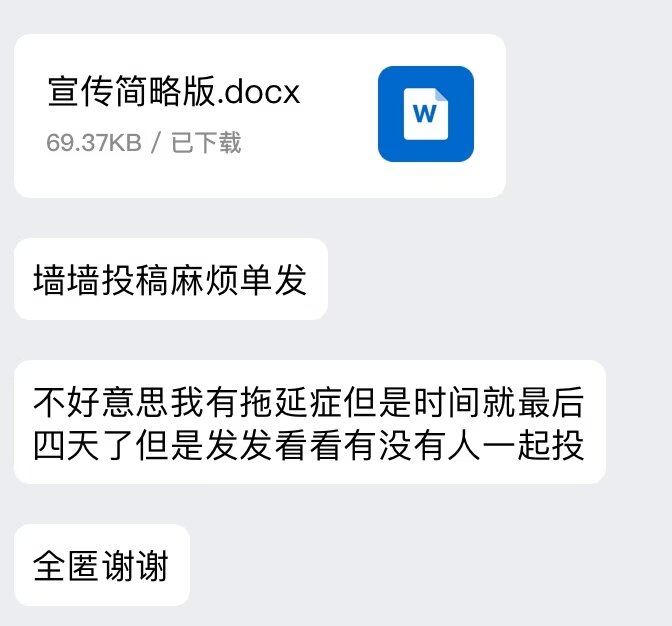 宣传简略版.docx
W
69.37KB / 已下载
墙墙投稿麻烦单发
不好意思我有拖延症但是时间就最后
四天了但是发发看看有没有人一起投
全匿谢谢